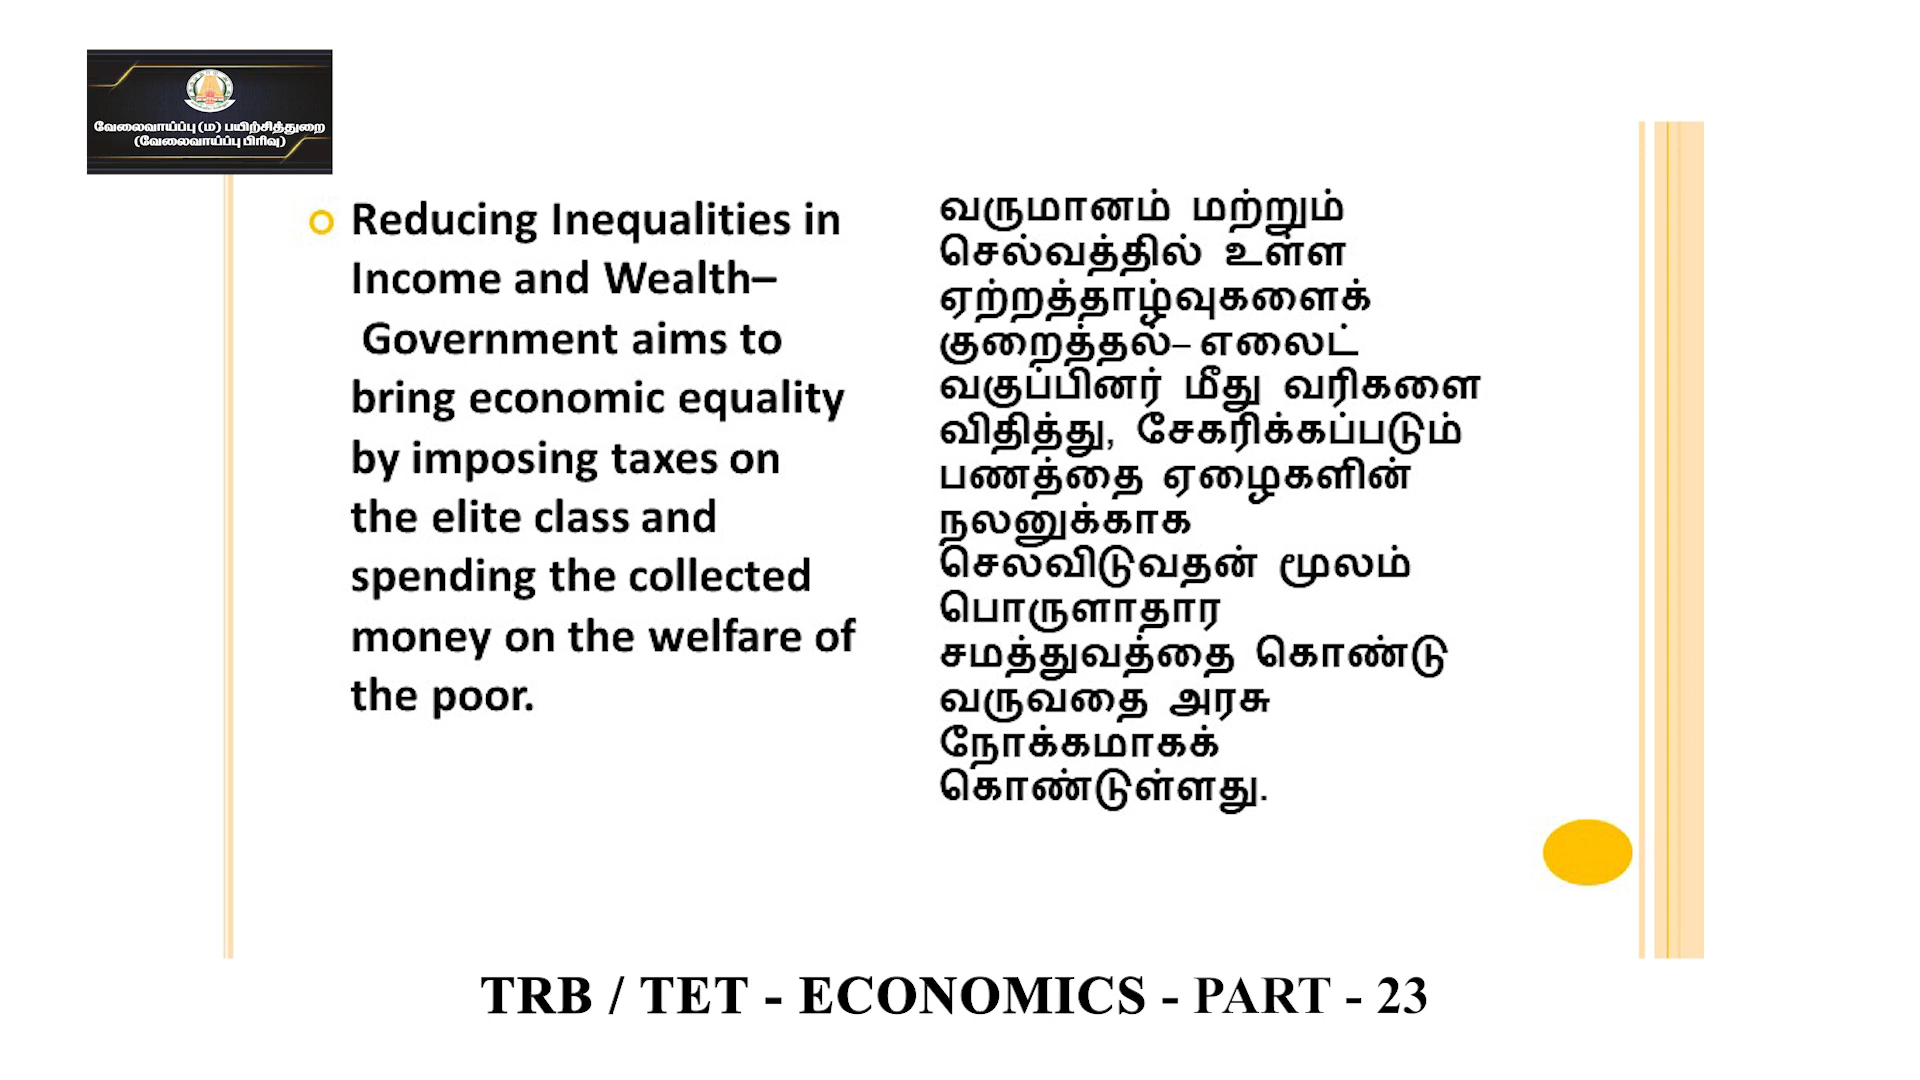 வேலைவாய்ப்பு (ம) பயிற்சித்துறை
(வேலைவாய்ப்பு பிரிவு)
Reducing Inequalities in
Income and Wealth–
Government aims to
bring economic equality
by imposing taxes on
the elite class and
spending the collected
money on the welfare of
the poor.
வருமானம் மற்றும்
செல்வத்தில் உள்ள
ஏற்றத்தாழ்வுகளைக்
குறைத்தல்– எலைட்
வகுப்பினர் மீது வரிகளை
விதித்து, சேகரிக்கப்படும்
பணத்தை ஏழைகளின்
நலனுக்காக
செலவிடுவதன் மூலம்
பொருளாதார
சமத்துவத்தை கொண்டு
வருவதை அரசு
நோக்கமாகக்
கொண்டுள்ளது.
TRB / TET - ECONOMICS - PART - 23